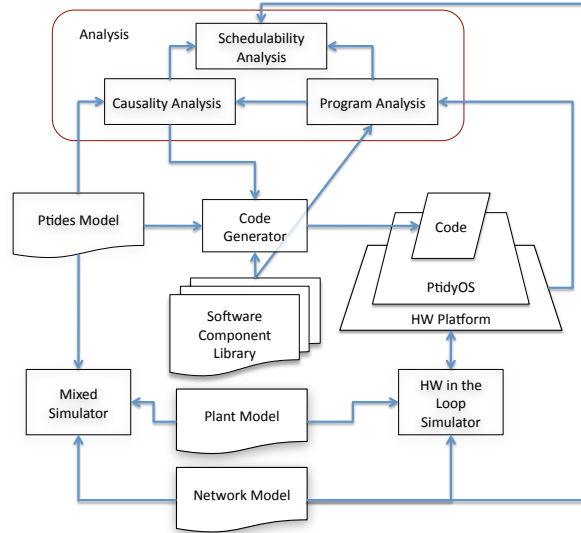 Analysis
Schedulability
Analysis
Causality Analysis
Program Analysis
Ptides Model
Code
Generator
Code
PtidyOS
HW Platform
Software
Component
Library
Mixed
Simulator
Plant Model
HW in the
Loop
Simulator
Network Model